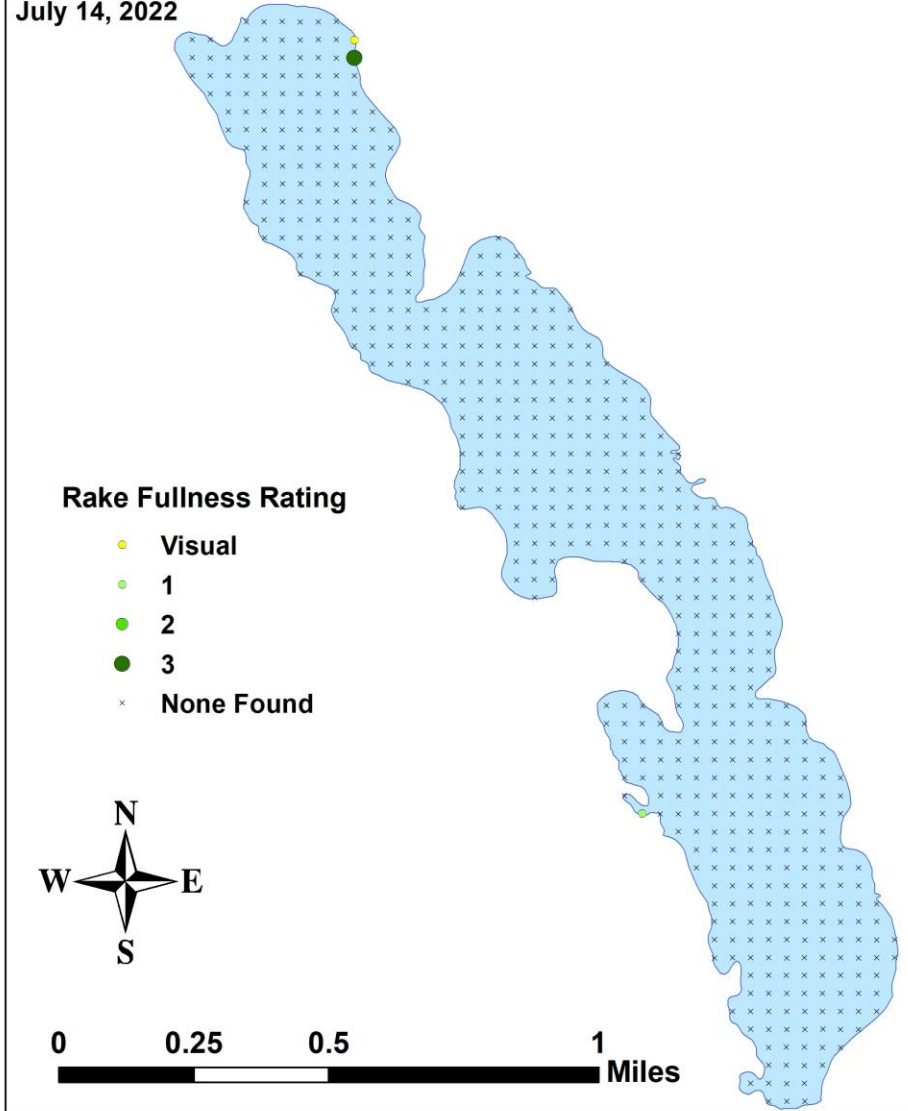 July 14, 2022
Rake Fullness Rating
Visual
1
2
3
None Found
N
W E
S
0 0.25 0.5 1
Miles